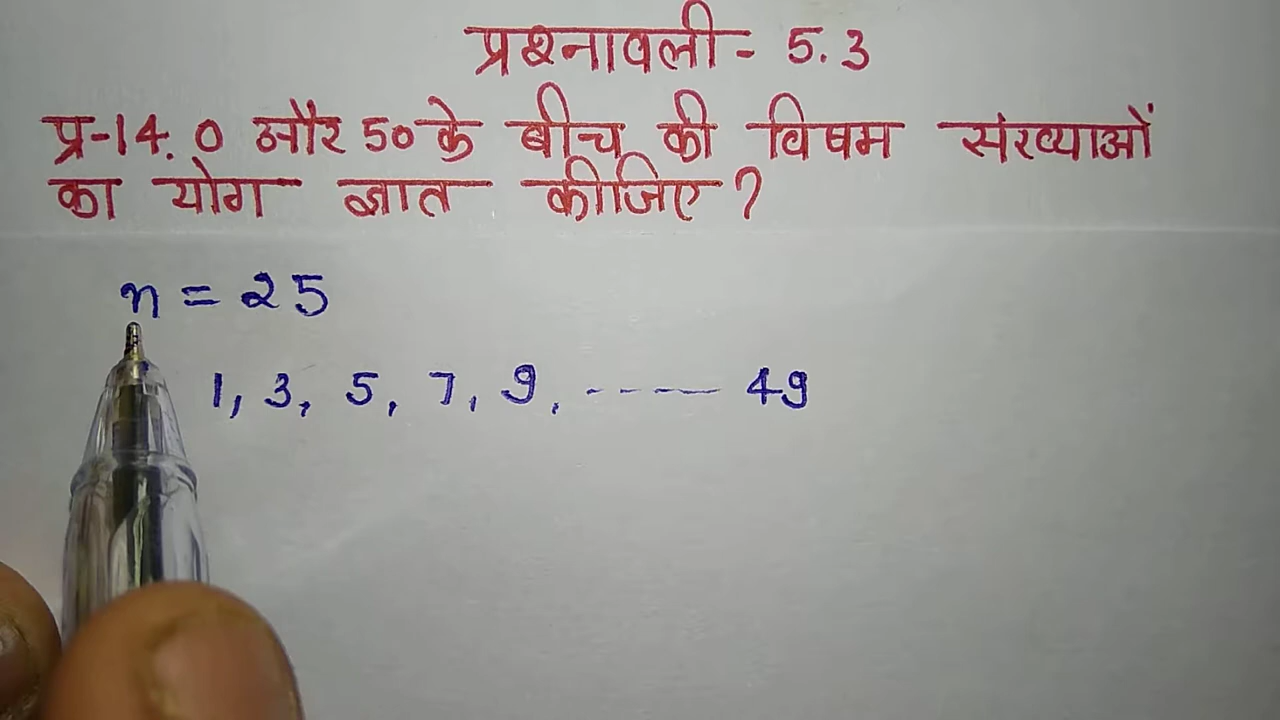 प्रश्नावली- 5.3
प्र-14. 0 और 50 के बीच की विषम संख्याओं
का योग ज्ञात कीजिए ?
n = 25
1, 3, 5, 7, 9, ------ 49